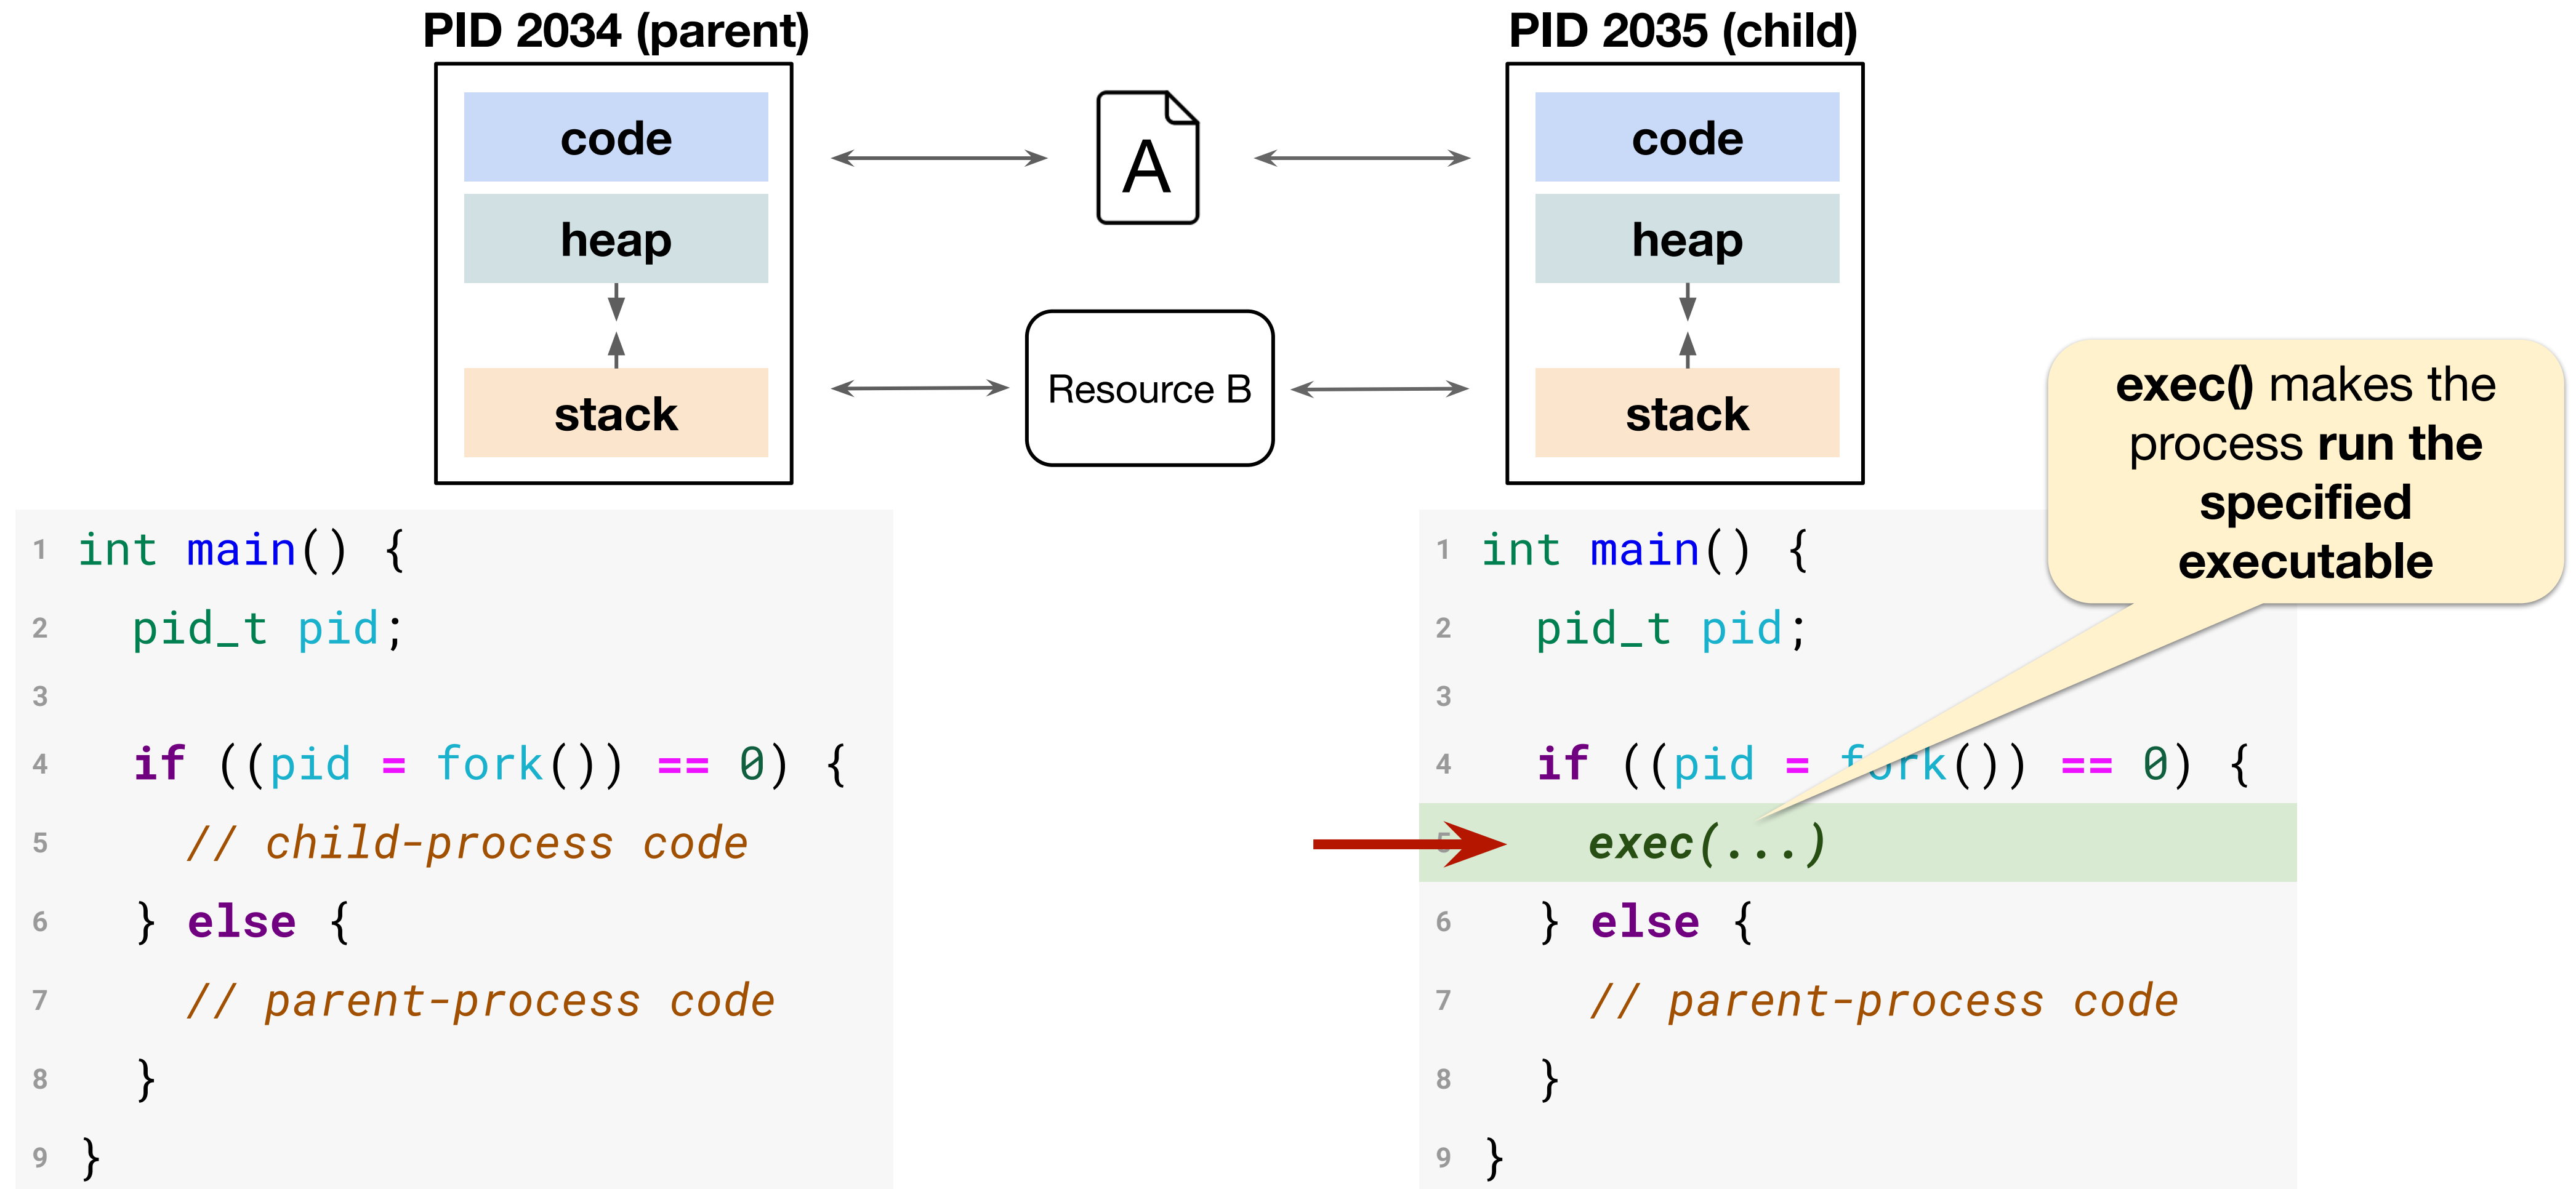 PID 2034 (parent)
code
heap
stack
A
Resource B
PID 2035 (child)
code
heap
stack
exec() makes the
process run the
specified
executable
1 int main() {
2 pid_t pid;
3
4 if ((pid = fork()) == 0) {
5 // child-process code
6 } else {
7 // parent-process code
8 }
9 }
1 int main() {
2 pid_t pid;
3
4 if ((pid = fork()) == 0) {
5 exec(...)
6 } else {
7 // parent-process code
8 }
9 }